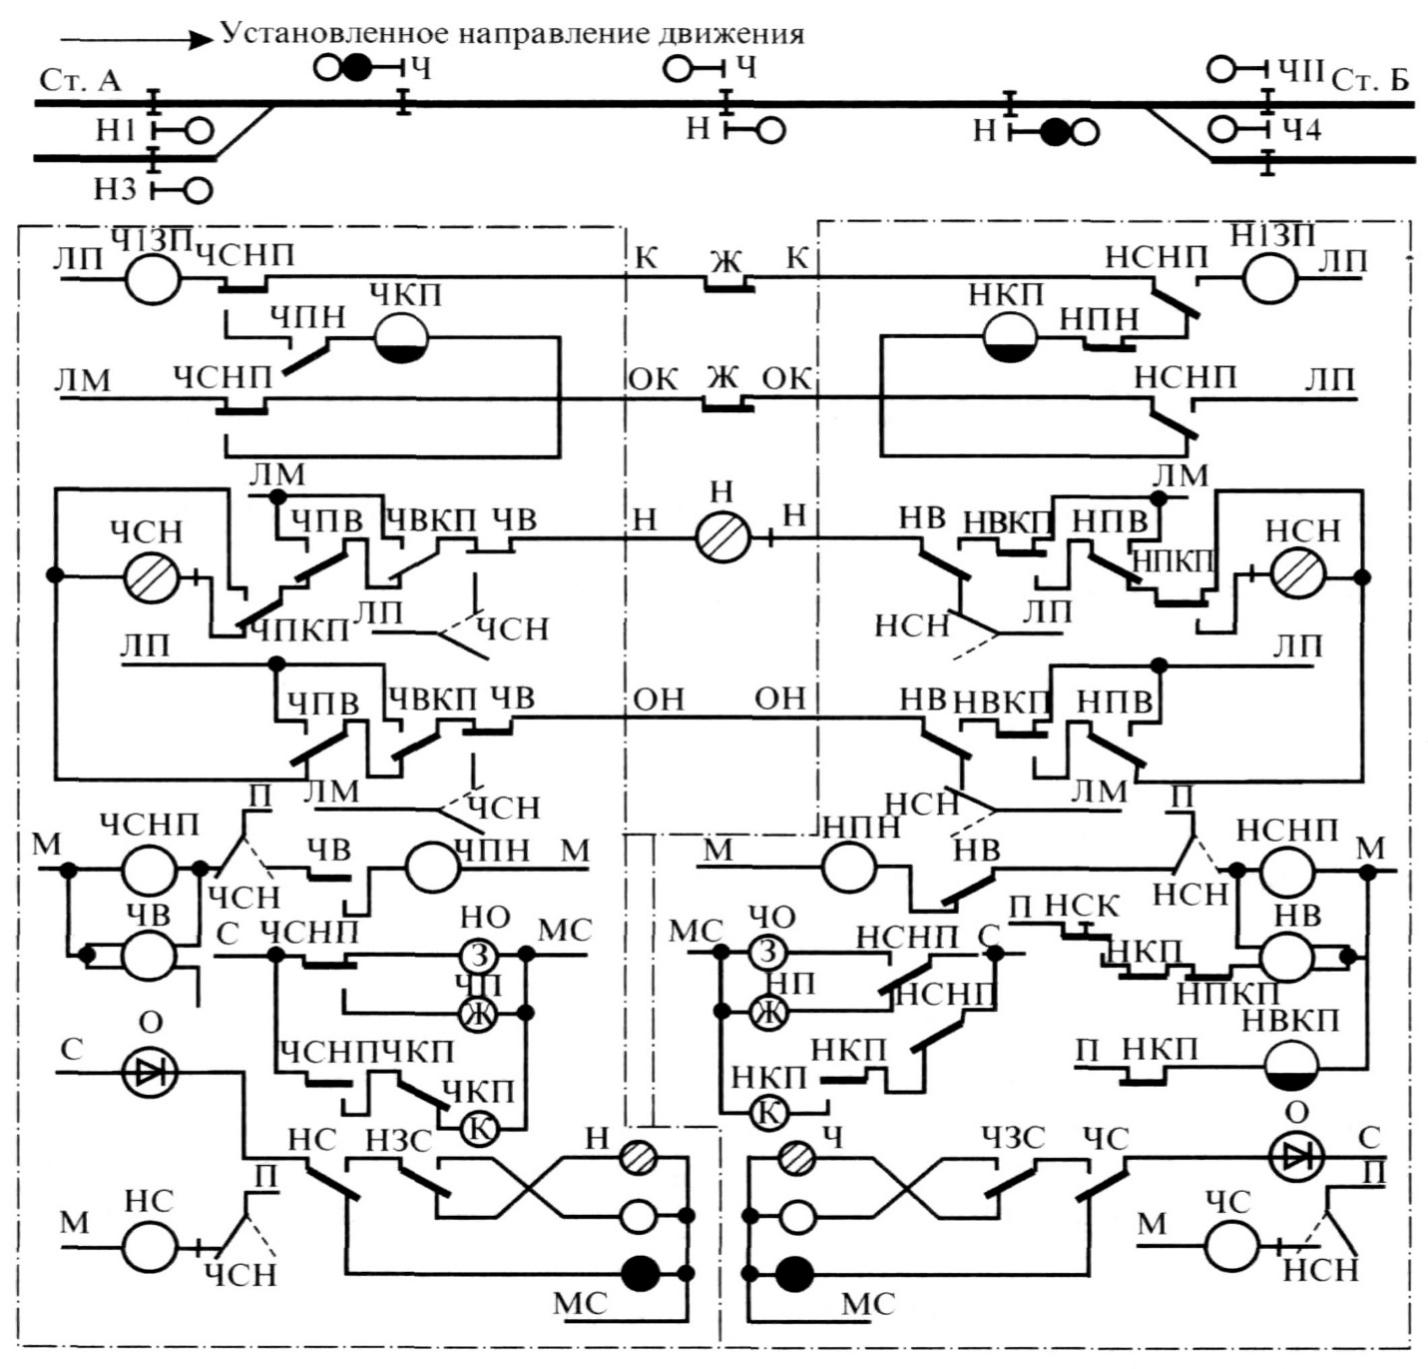 Установленное направление движения
Ст. А
Ч
Ч
ЧII
Ст. Б
Н1
Н
Н
Ч4
Н3
ЛП
Ч1ЗП
ЧСНП
К
Ж
К
НСНП
Н1ЗП
ЛП
ЧПН
ЧКП
НКП
НПН
ЛМ
ЧСНП
ОК
Ж
ОК
НСНП
ЛП
ЛМ
ЛМ
ЧСН
ЧПВ
ЧВКП
ЧВ
Н
Н
Н
НВ
НВКП
НПВ
НСН
НПКП
ЧПКП
ЛП
ЧСН
НСН
ЛП
ЛП
ЛП
ЧПВ
ЧВКП
ЧВ
ОН
ОН
НВ
НВКП
НПВ
ЛМ
ЧСН
НСН
ЛМ
П
П
М
ЧСНП
ЧВ
ЧПН
М
М
НПН
НВ
НСНП
М
ЧСН
НСН
ЧВ
С
ЧСНП
НО
МС
МС
ЧО
НСНП
С
П
НСК
НВ
З
З
НКП
ЧП
НП
НСНП
НПКП
Ж
Ж
О
НВКП
С
ЧСНП
ЧКП
НКП
П
НКП
ЧКП
НКП
К
К
НС
НЗС
Н
Ч
ЧЗС
ЧС
О
С
П
П
М
НС
М
ЧС
ЧСН
НСН
МС
МС